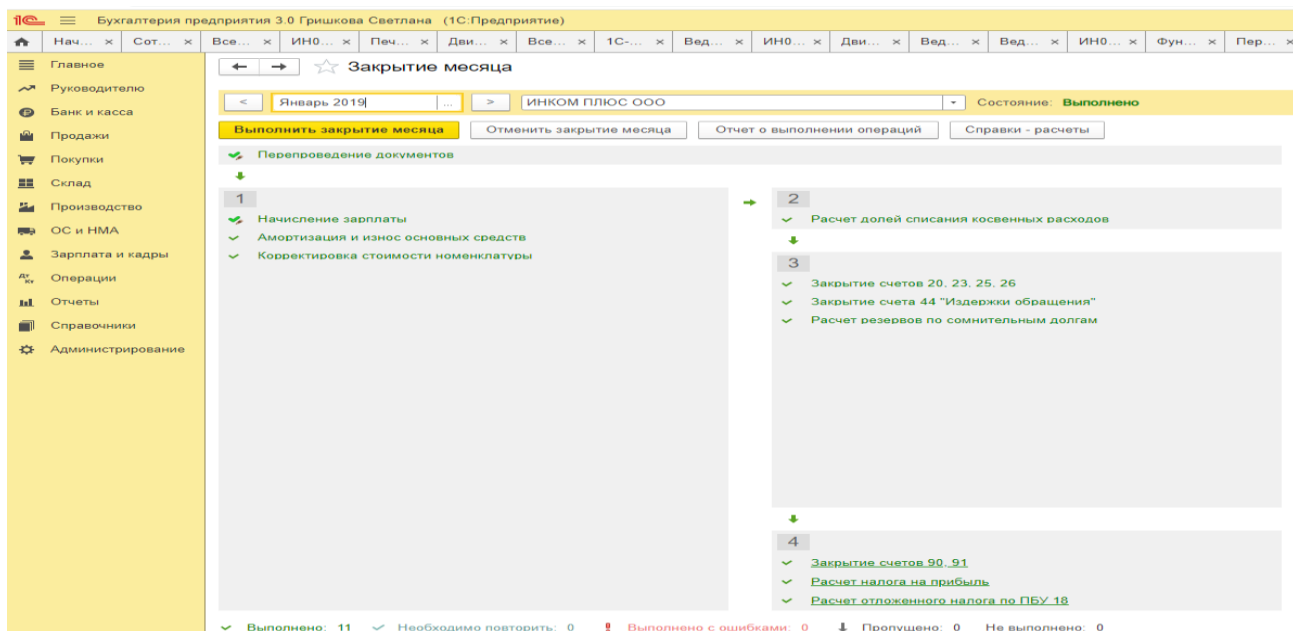 1С Бухгалтерия предприятия 3.0 Гришкова Светлана (1С:Предприятие)
Нач... × Сот... × Все... × ИН0... × Печ... × Дви... × Все... × 1С-... × Вед... × ИН0... × Дви... × Вед... × Вед... × ИН0... × Фун... × Пер... ×
Главное
Руководителю
Банк и касса
Продажи
Покупки
Склад
Производство
ОС и НМА
Зарплата и кадры
Операции
Отчеты
Справочники
Администрирование
Закрытие месяца
< Январь 2019 ... > ИНКОМ ПЛЮС ООО Состояние: Выполнено
Выполнить закрытие месяца Отменить закрытие месяца Отчет о выполнении операций Справки - расчеты
Перепроведение документов
1
Начисление зарплаты
Амортизация и износ основных средств
Корректировка стоимости номенклатуры
2
Расчет долей списания косвенных расходов
3
Закрытие счетов 20, 23, 25, 26
Закрытие счета 44 "Издержки обращения"
Расчет резервов по сомнительным долгам
4
Закрытие счетов 90, 91
Расчет налога на прибыль
Расчет отложенного налога по ПБУ 18
Выполнено: 11 Необходимо повторить: 0 Выполнено с ошибками: 0 Пропущено: 0 Не выполнено: 0